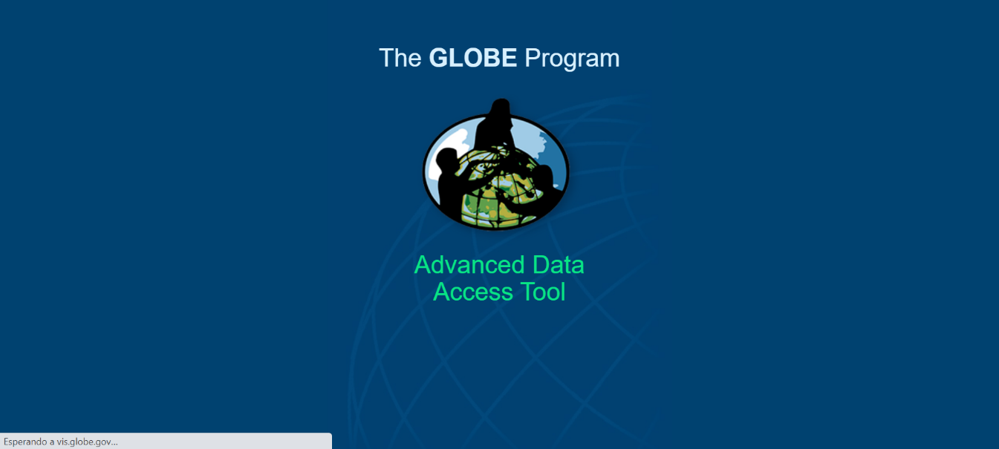 The GLOBE Program
Advanced Data
Access Tool
Esperando a vis.globe.gov...